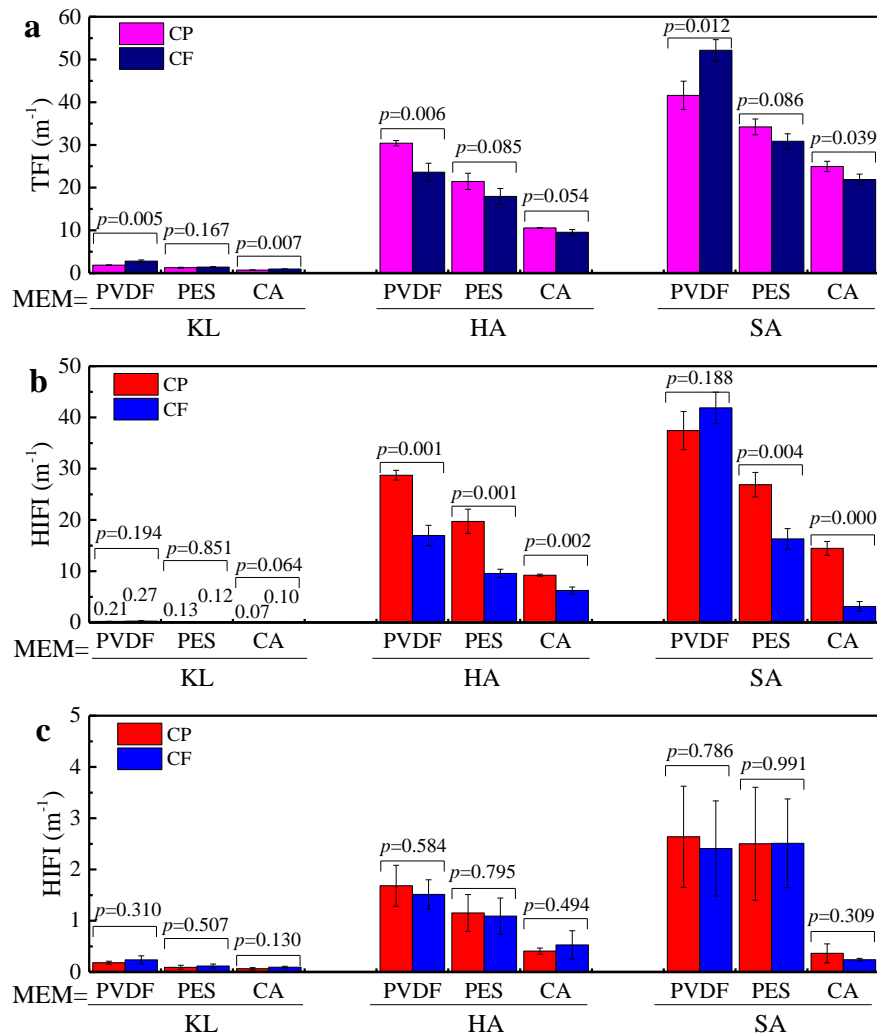 a
CP
CF
TFI (m⁻¹)
60
50
40
30
20
10
0
p=0.005
p=0.167
p=0.007
p=0.006
p=0.085
p=0.054
p=0.012
p=0.086
p=0.039
MEM= PVDF PES CA PVDF PES CA PVDF PES CA
KL HA SA
b
CP
CF
HIFI (m⁻¹)
50
40
30
20
10
0
p=0.194
p=0.851
p=0.064
0.21 0.27 0.13 0.12 0.07 0.10
p=0.001
p=0.001
p=0.002
p=0.188
p=0.004
p=0.000
MEM= PVDF PES CA PVDF PES CA PVDF PES CA
KL HA SA
c
CP
CF
HIFI (m⁻¹)
5
4
3
2
1
0
p=0.310
p=0.507
p=0.130
p=0.584
p=0.795
p=0.494
p=0.786
p=0.991
p=0.309
MEM= PVDF PES CA PVDF PES CA PVDF PES CA
KL HA SA